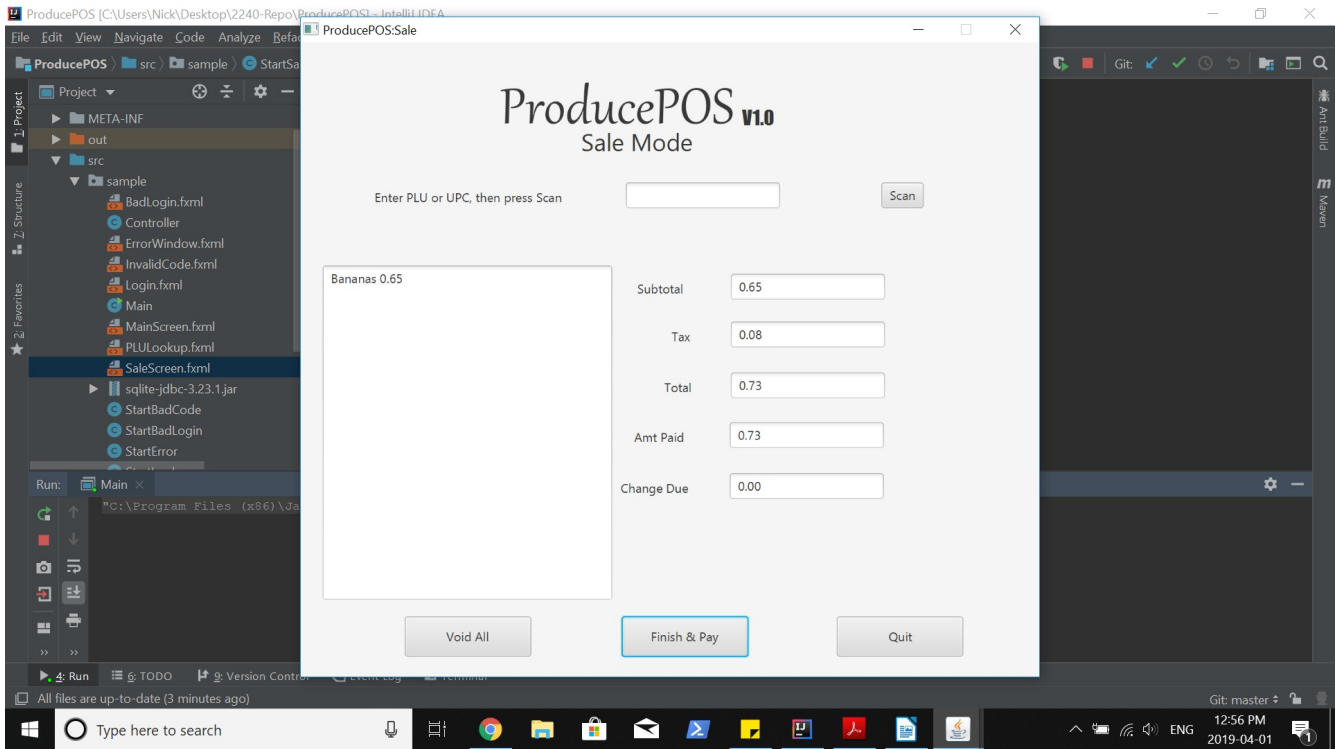 ProducePOS [C:\Users\Nick\Desktop\2240-Repo\ProducePOS] - IntelliJ IDEA
File Edit View Navigate Code Analyze Refa
ProducePOS src sample StartSa
Git:
Project
META-INF
out
src
sample
BadLogin.fxml
Controller
ErrorWindow.fxml
InvalidCode.fxml
Login.fxml
Main
MainScreen.fxml
PLULookup.fxml
SaleScreen.fxml
sqlite-jdbc-3.23.1.jar
StartBadCode
StartBadLogin
StartError
1: Project
7: Structure
2: Favorites
Ant Build
m Maven
ProducePOS:Sale
ProducePOS V1.0
Sale Mode
Enter PLU or UPC, then press Scan
Scan
Bananas 0.65
Subtotal 0.65
Tax 0.08
Total 0.73
Amt Paid 0.73
Change Due 0.00
Void All
Finish & Pay
Quit
Run: Main
"C:\Program Files (x86)\Ja
4: Run 6: TODO 9: Version Control Event Log Terminal
All files are up-to-date (3 minutes ago)
Git: master
Type here to search
ENG
12:56 PM
2019-04-01
1